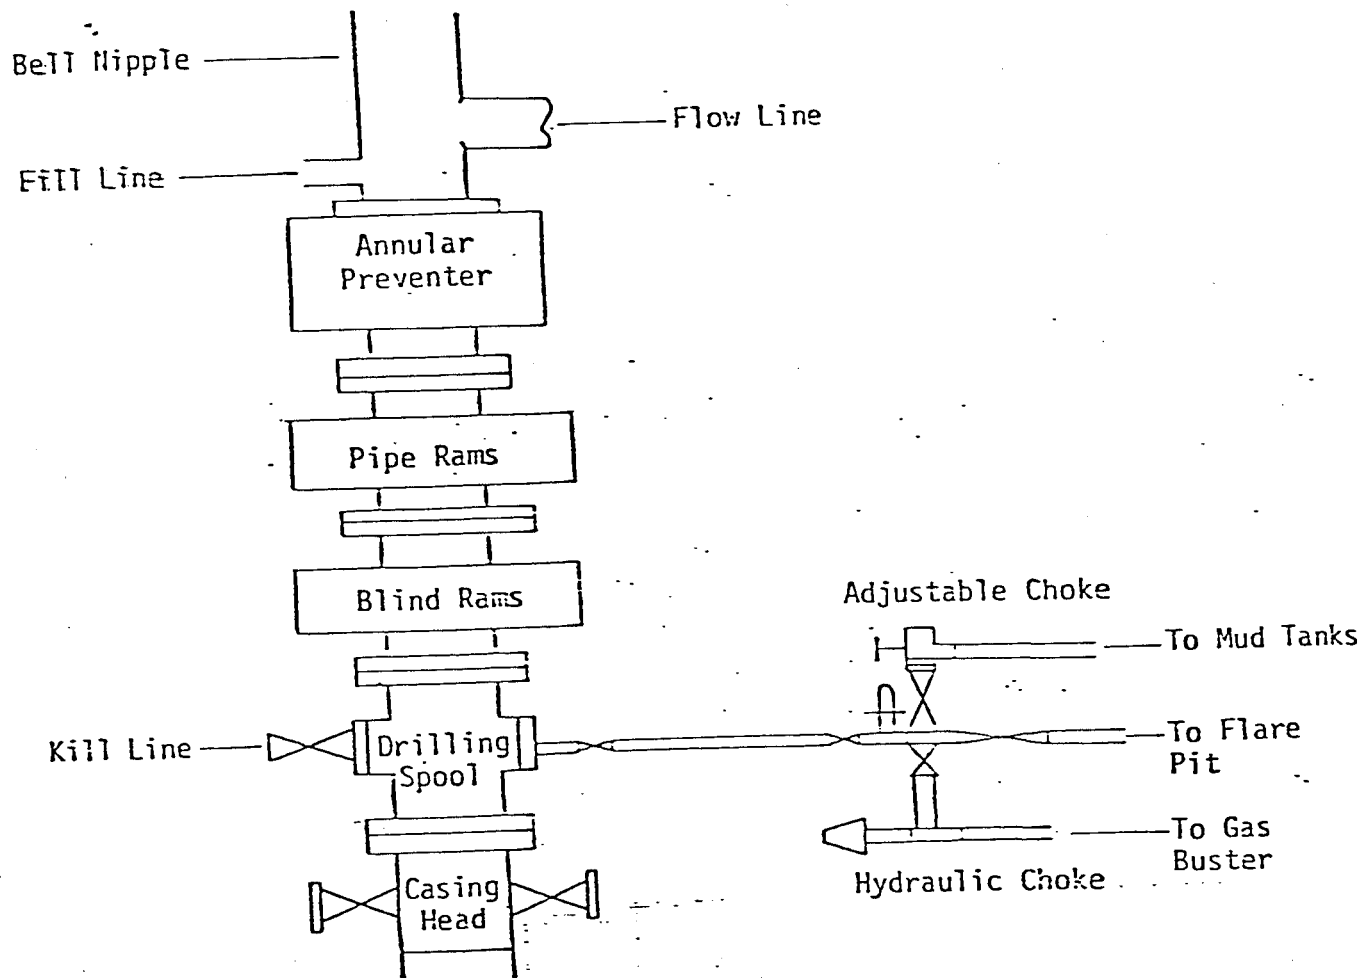 Bell Nipple
Flow Line
Fill Line
Annular
Preventer
Pipe Rams
Blind Rams
Adjustable Choke
To Mud Tanks
Kill Line
Drilling
Spool
To Flare
Pit
To Gas
Buster
Hydraulic Choke
Casing
Head